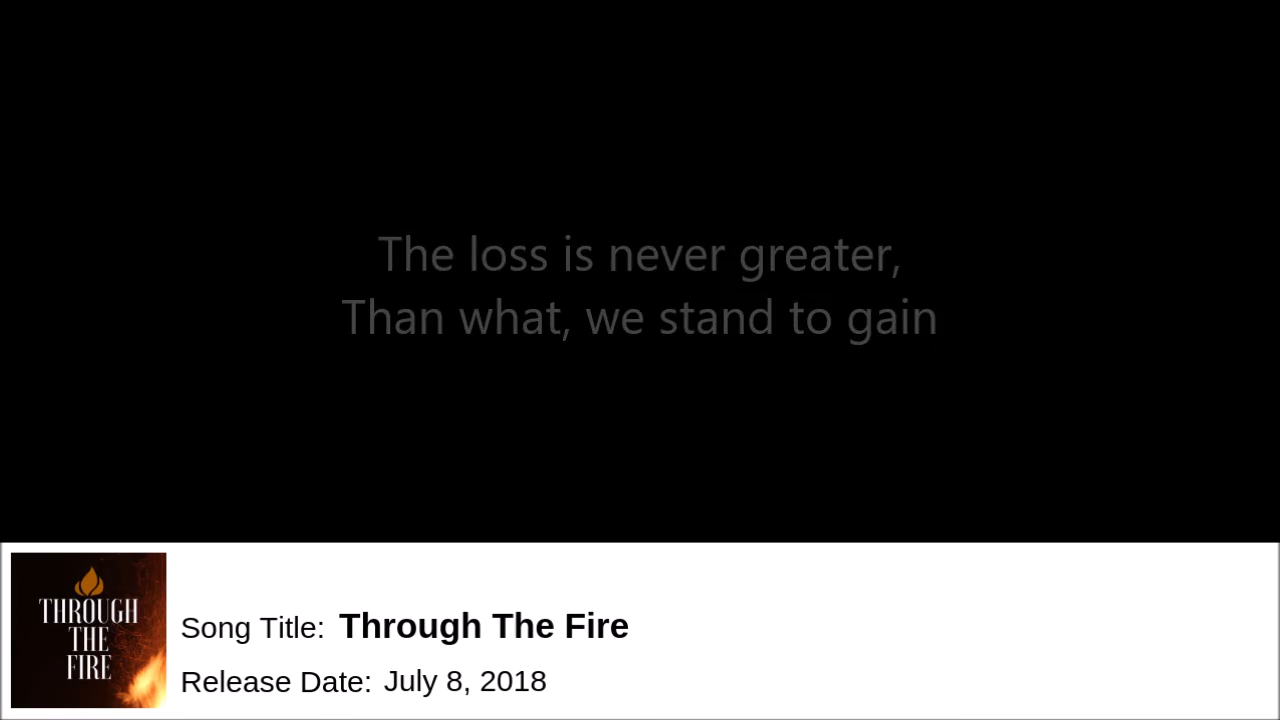 The loss is never greater,
Than what, we stand to gain
THROUGH
THE
FIRE
Song Title: Through The Fire
Release Date: July 8, 2018